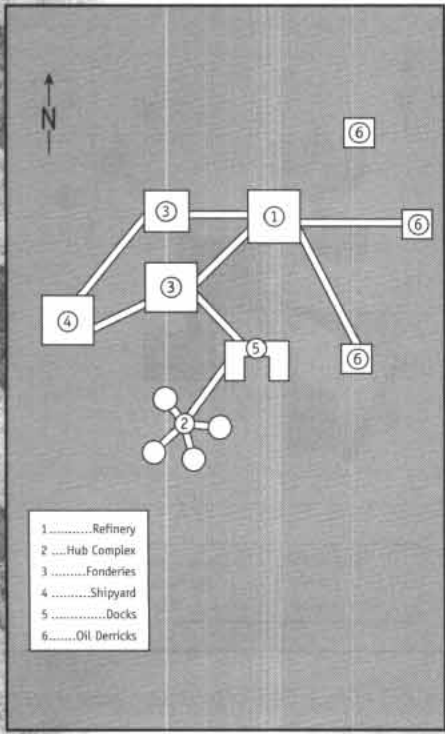 6
N
3
1
6
3
4
5
6
2
1...........Refinery
2 ....Hub Complex
3 .........Fonderies
4 ..........Shipyard
5 ...............Docks
6.......Oil Derricks